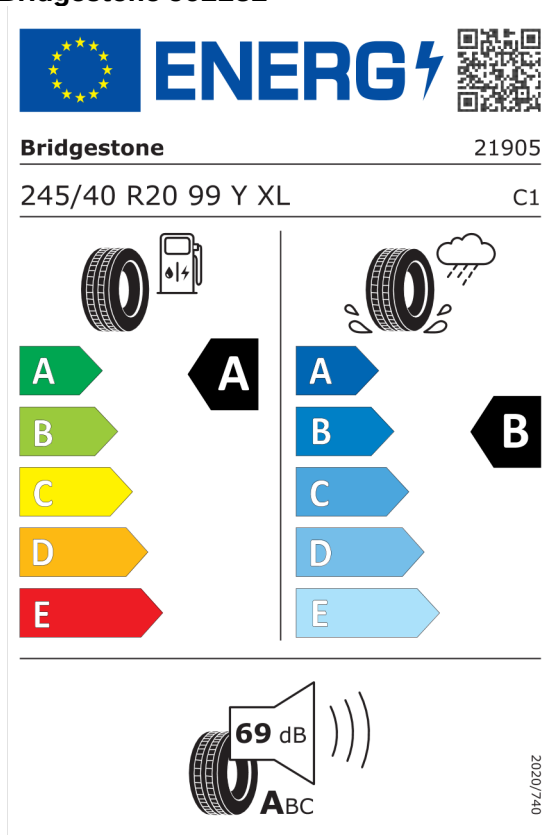 ENERG
Bridgestone
21905
245/40 R20 99 Y XL
C1
A
A
B
C
D
E
A
B
B
C
D
E
69 dB
ABC
2020/740